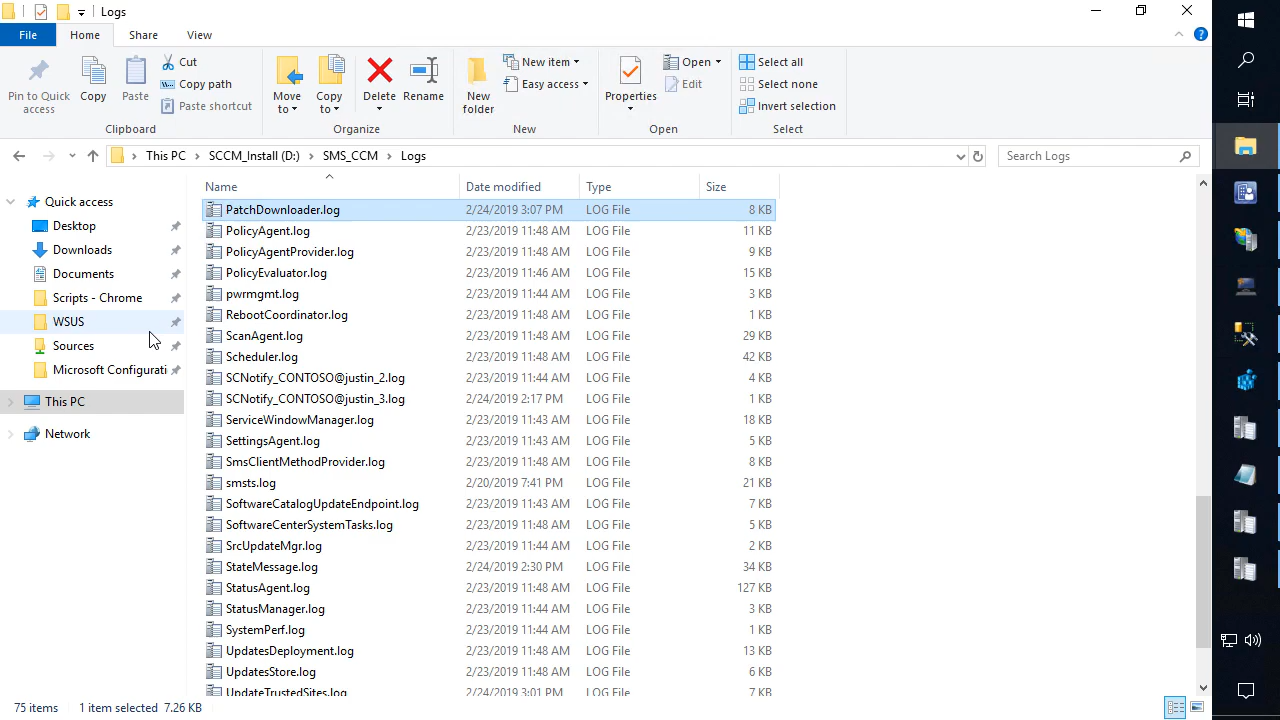 Logs
File Home Share View
Pin to Quick access
Copy
Paste
Cut
Copy path
Paste shortcut
Clipboard
Move to
Copy to
Delete
Rename
Organize
New folder
New item
Easy access
New
Properties
Open
Edit
Open
Select all
Select none
Invert selection
Select
This PC SCCM_Install (D:) SMS_CCM Logs
Search Logs
Quick access
Desktop
Downloads
Documents
Scripts - Chrome
WSUS
Sources
Microsoft Configurati
This PC
Network
Name Date modified Type Size
PatchDownloader.log 2/24/2019 3:07 PM LOG File 8 KB
PolicyAgent.log 2/23/2019 11:48 AM LOG File 11 KB
PolicyAgentProvider.log 2/23/2019 11:48 AM LOG File 9 KB
PolicyEvaluator.log 2/23/2019 11:46 AM LOG File 15 KB
pwrmgmt.log 2/23/2019 11:48 AM LOG File 3 KB
RebootCoordinator.log 2/23/2019 11:48 AM LOG File 1 KB
ScanAgent.log 2/23/2019 11:48 AM LOG File 29 KB
Scheduler.log 2/23/2019 11:48 AM LOG File 42 KB
SCNotify_CONTOSO@justin_2.log 2/23/2019 11:44 AM LOG File 4 KB
SCNotify_CONTOSO@justin_3.log 2/24/2019 2:17 PM LOG File 1 KB
ServiceWindowManager.log 2/23/2019 11:43 AM LOG File 18 KB
SettingsAgent.log 2/23/2019 11:43 AM LOG File 5 KB
SmsClientMethodProvider.log 2/23/2019 11:48 AM LOG File 8 KB
smsts.log 2/20/2019 7:41 PM LOG File 21 KB
SoftwareCatalogUpdateEndpoint.log 2/23/2019 11:43 AM LOG File 7 KB
SoftwareCenterSystemTasks.log 2/23/2019 11:48 AM LOG File 5 KB
SrcUpdateMgr.log 2/23/2019 11:44 AM LOG File 2 KB
StateMessage.log 2/24/2019 2:30 PM LOG File 34 KB
StatusAgent.log 2/23/2019 11:48 AM LOG File 127 KB
StatusManager.log 2/23/2019 11:44 AM LOG File 3 KB
SystemPerf.log 2/23/2019 11:44 AM LOG File 1 KB
UpdatesDeployment.log 2/23/2019 11:48 AM LOG File 13 KB
UpdatesStore.log 2/23/2019 11:48 AM LOG File 6 KB
UpdateTrustedSites.log 2/24/2019 3:01 PM LOG File 7 KB
75 items 1 item selected 7.26 KB